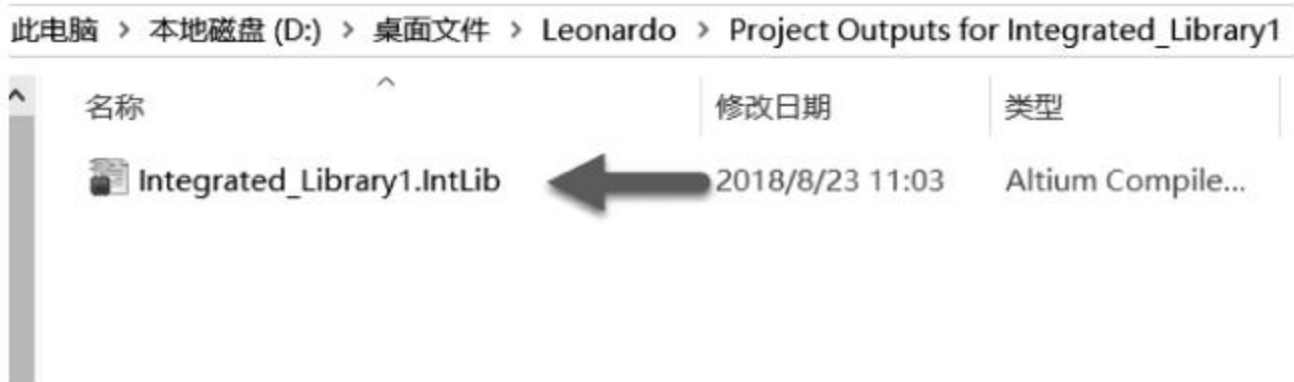 此电脑 > 本地磁盘 (D:) > 桌面文件 > Leonardo > Project Outputs for Integrated_Library1
名称 修改日期 类型
Integrated_Library1.IntLib 2018/8/23 11:03 Altium Compile...